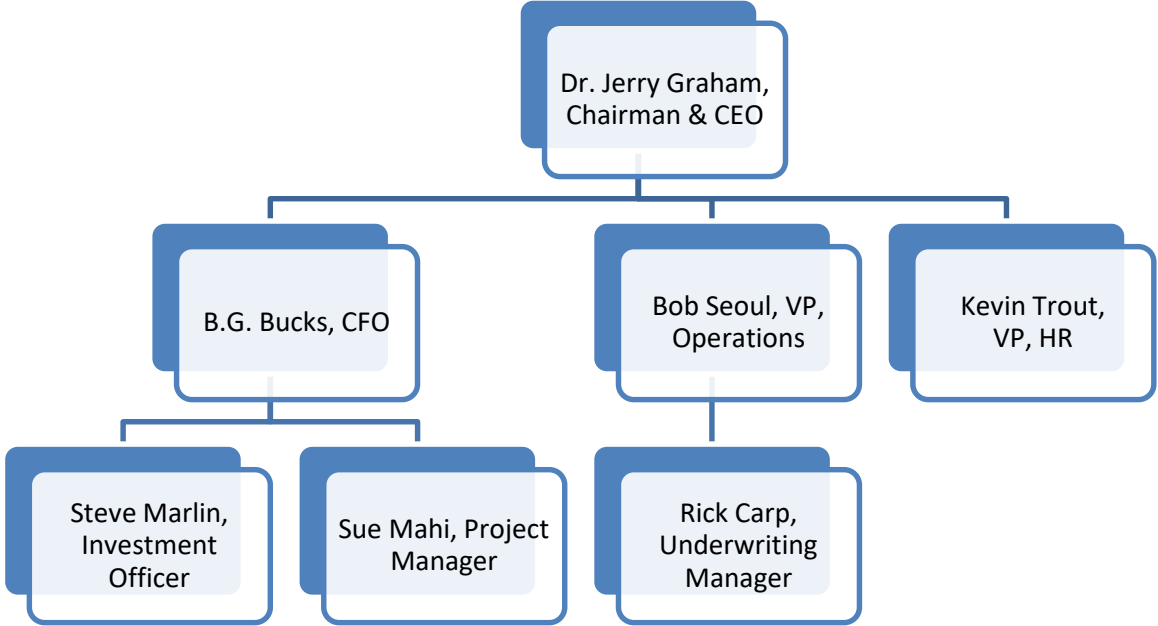 Dr. Jerry Graham,
Chairman & CEO
B.G. Bucks, CFO
Bob Seoul, VP,
Operations
Kevin Trout,
VP, HR
Steve Marlin,
Investment
Officer
Sue Mahi, Project
Manager
Rick Carp,
Underwriting
Manager